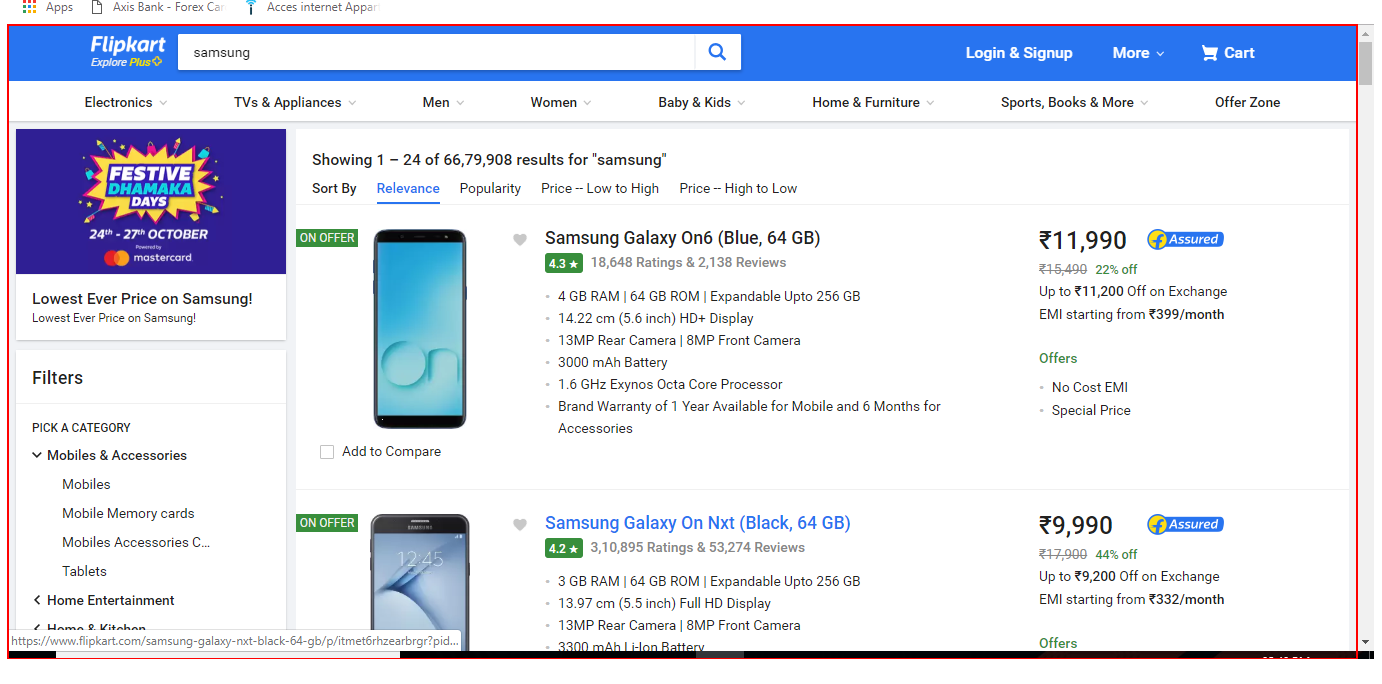 Apps Axis Bank - Forex Car Acces internet Appar
Flipkart
Explore Plus
samsung
Login & Signup More Cart
Electronics TVs & Appliances Men Women Baby & Kids Home & Furniture Sports, Books & More Offer Zone
FESTIVE
DHAMAKA
DAYS
24th - 27th OCTOBER
Powered by
mastercard
Lowest Ever Price on Samsung!
Lowest Ever Price on Samsung!
Filters
PICK A CATEGORY
Mobiles & Accessories
Mobiles
Mobile Memory cards
Mobiles Accessories C...
Tablets
Home Entertainment
Home & Kitchen
https://www.flipkart.com/samsung-galaxy-nxt-black-64-gb/p/itmet6rhzearbrgr?pid...
Showing 1 – 24 of 66,79,908 results for "samsung"
Sort By Relevance Popularity Price -- Low to High Price -- High to Low
ON OFFER
on
Add to Compare
Samsung Galaxy On6 (Blue, 64 GB)
4.3 ★ 18,648 Ratings & 2,138 Reviews
4 GB RAM | 64 GB ROM | Expandable Upto 256 GB
14.22 cm (5.6 inch) HD+ Display
13MP Rear Camera | 8MP Front Camera
3000 mAh Battery
1.6 GHz Exynos Octa Core Processor
Brand Warranty of 1 Year Available for Mobile and 6 Months for
Accessories
₹11,990 Assured
₹15,490 22% off
Up to ₹11,200 Off on Exchange
EMI starting from ₹399/month
Offers
No Cost EMI
Special Price
ON OFFER
SAMSUNG
12:45
Samsung Galaxy On Nxt (Black, 64 GB)
4.2 ★ 3,10,895 Ratings & 53,274 Reviews
3 GB RAM | 64 GB ROM | Expandable Upto 256 GB
13.97 cm (5.5 inch) Full HD Display
13MP Rear Camera | 8MP Front Camera
3300 mAh Li-Ion Battery
₹9,990 Assured
₹17,900 44% off
Up to ₹9,200 Off on Exchange
EMI starting from ₹332/month
Offers